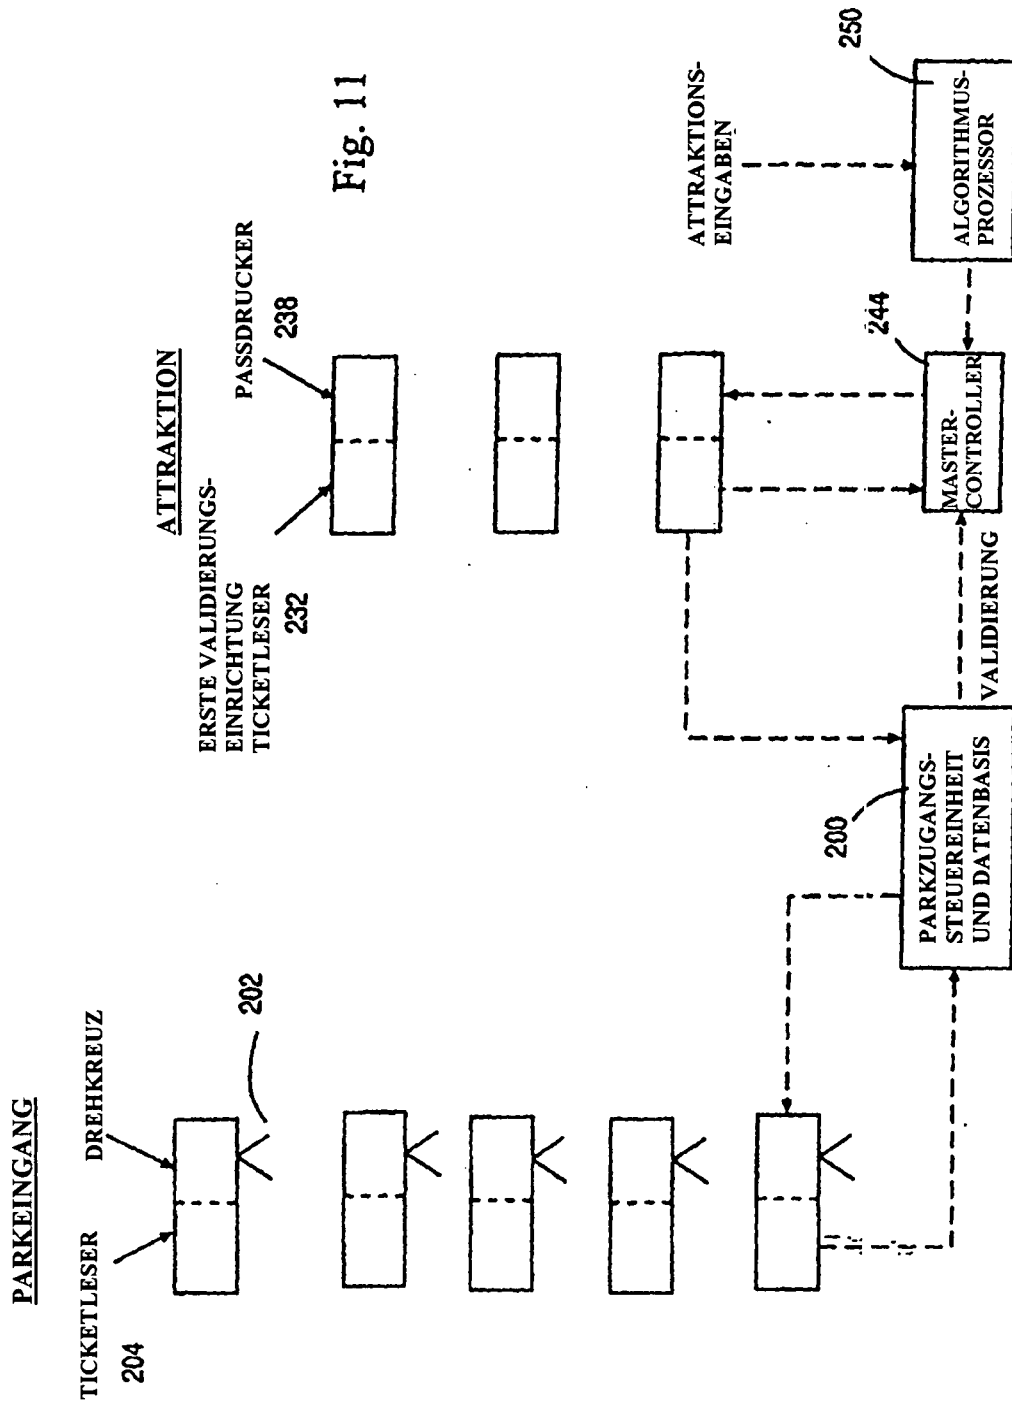 PARKEINGANG
TICKETLESER
204
DREHKREUZ
202
ATTRAKTION
ERSTE VALIDIERUNGS-
EINRICHTUNG
TICKETLESER
232
PASSDRUCKER
238
Fig. 11
ATTRAKTIONS-
EINGABEN
PARKZUGANGS-
STEUEREINHEIT
UND DATENBASIS
200
VALIDIERUNG
MASTER-
CONTROLLER
244
ALGORITHMUS-
PROZESSOR
250